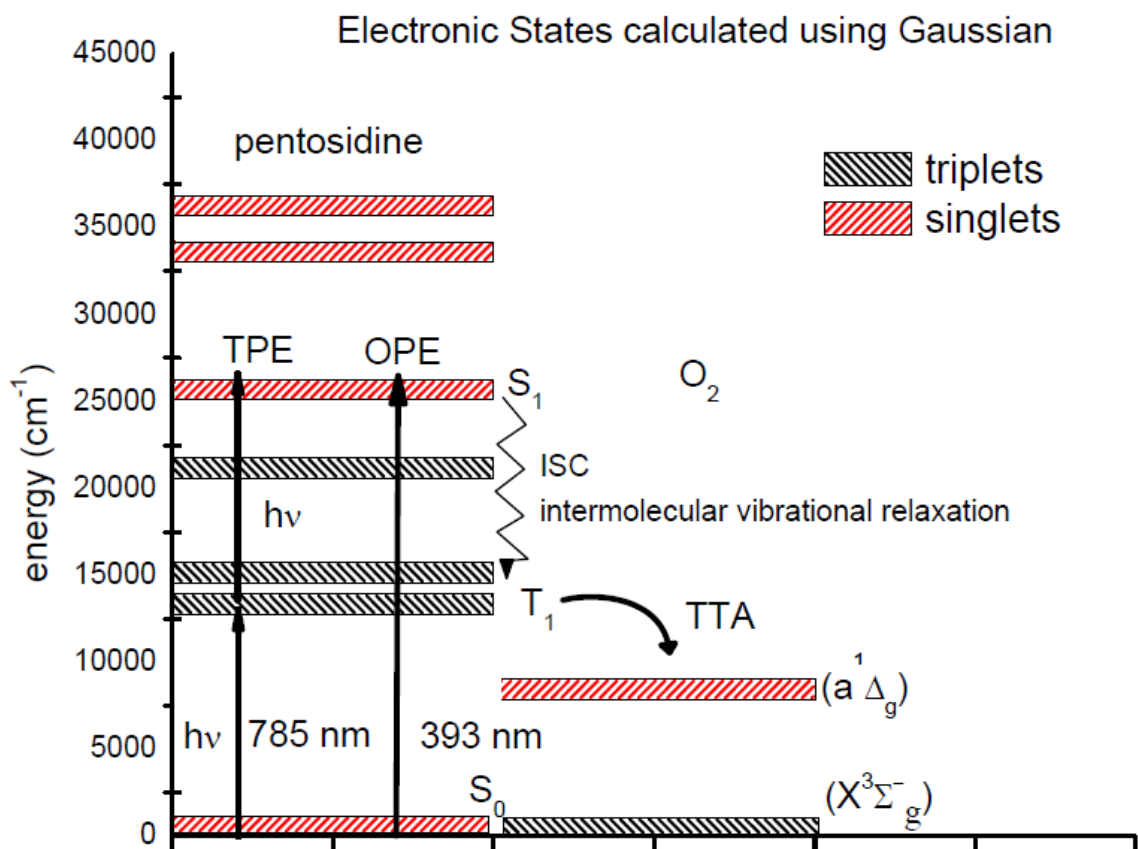 Electronic States calculated using Gaussian
45000
40000
35000
30000
25000
20000
15000
10000
5000
0
energy (cm⁻¹)
pentosidine
triplets
singlets
TPE
OPE
S₁
O₂
ISC
hν
intermolecular vibrational relaxation
T₁
TTA
(a¹Δg)
hν
785 nm
393 nm
S₀
(X³Σ⁻g)